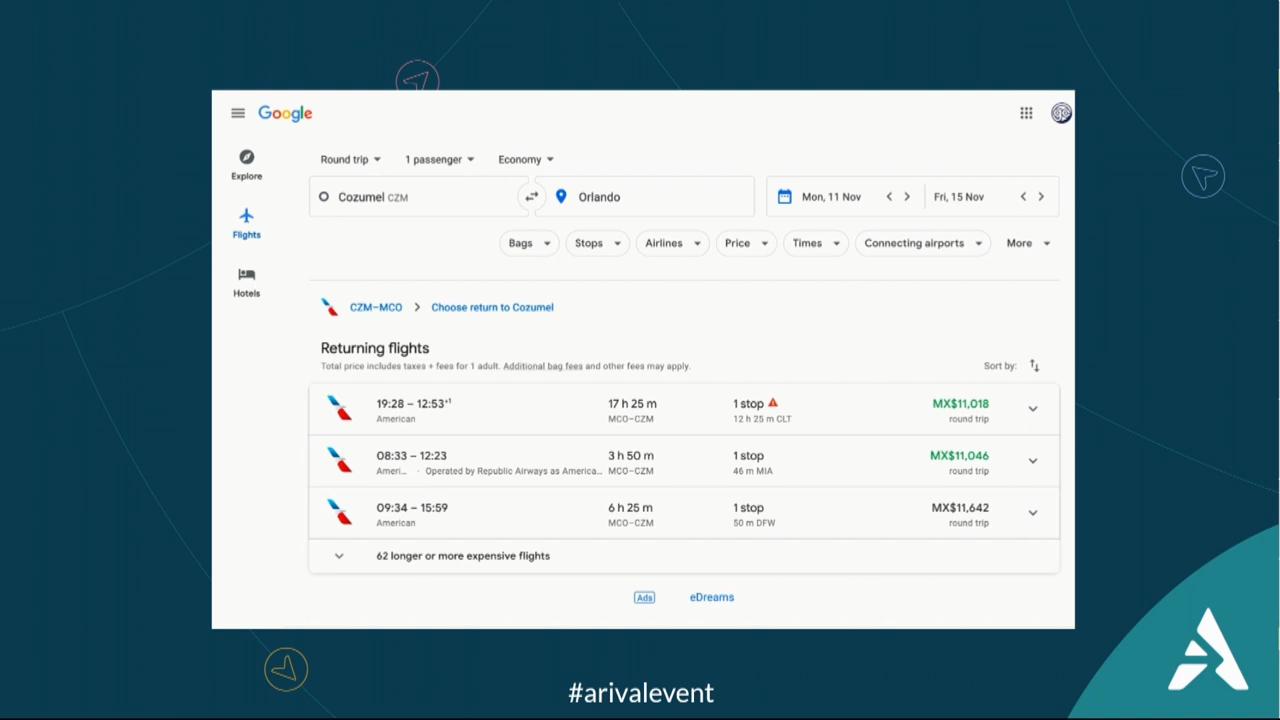 Google
Explore
Flights
Hotels
Round trip 1 passenger Economy
Cozumel CZM Orlando Mon, 11 Nov Fri, 15 Nov
Bags Stops Airlines Price Times Connecting airports More
CZM–MCO Choose return to Cozumel
Returning flights
Total price includes taxes + fees for 1 adult. Additional bag fees and other fees may apply. Sort by:
19:28 – 12:53+1 17 h 25 m 1 stop MX$11,018
American MCO–CZM 12 h 25 m CLT round trip
08:33 – 12:23 3 h 50 m 1 stop MX$11,046
Ameri... · Operated by Republic Airways as America... MCO–CZM 46 m MIA round trip
09:34 – 15:59 6 h 25 m 1 stop MX$11,642
American MCO–CZM 50 m DFW round trip
62 longer or more expensive flights
Ads eDreams
#arivalevent